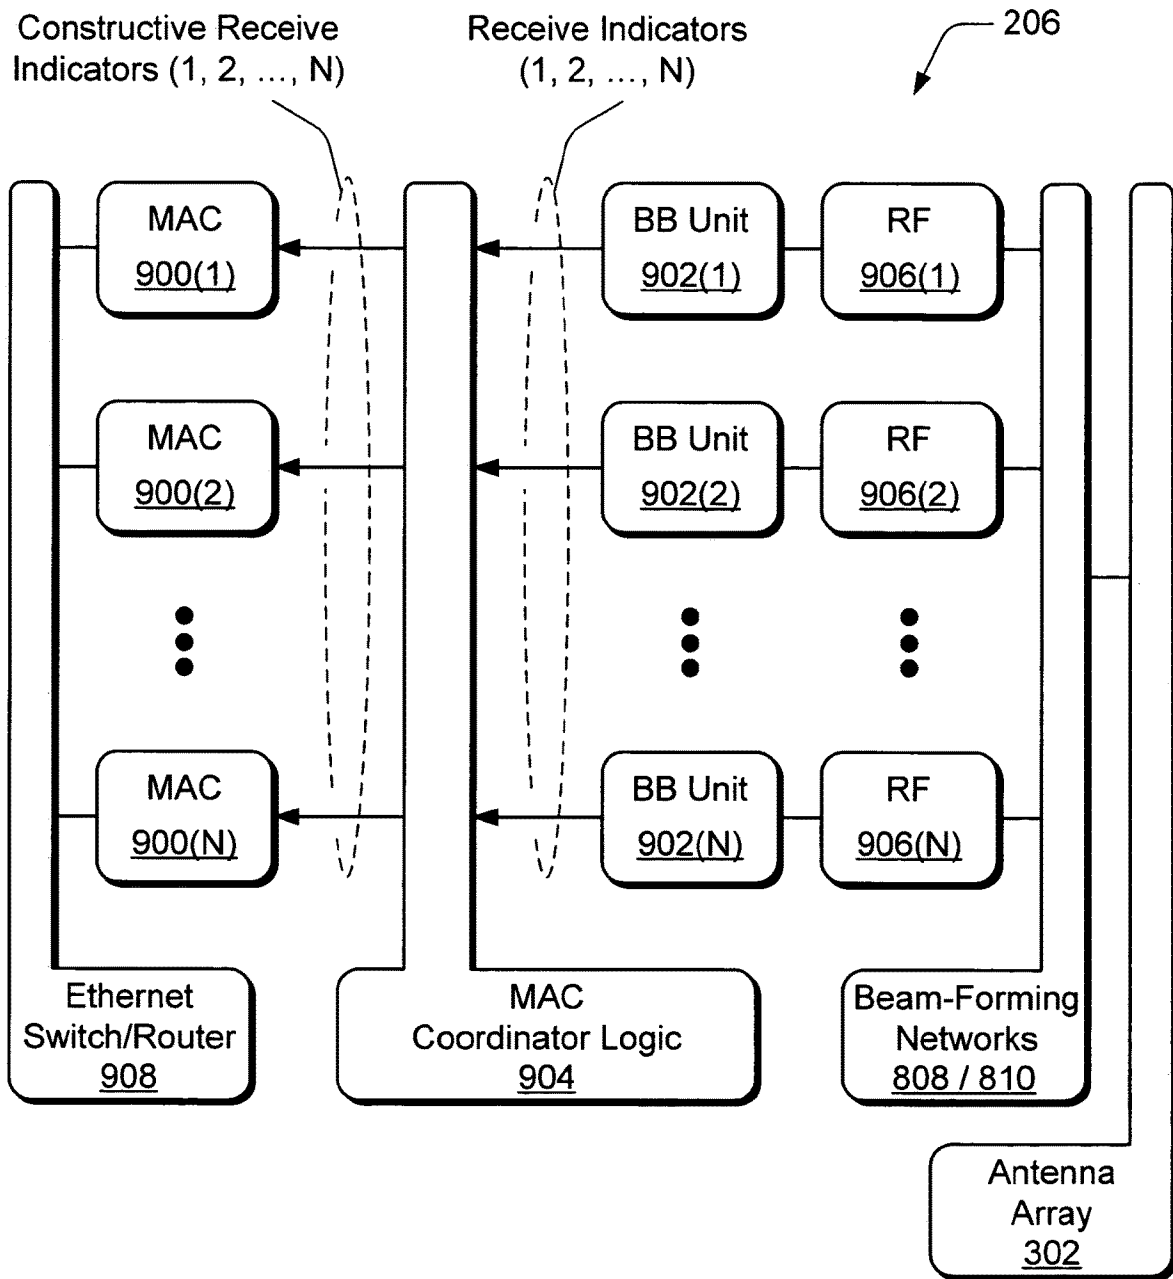 Constructive Receive
Indicators (1, 2, ..., N)
Receive Indicators
(1, 2, ..., N)
206
MAC
900(1)
BB Unit
902(1)
RF
906(1)
MAC
900(2)
BB Unit
902(2)
RF
906(2)
MAC
900(N)
BB Unit
902(N)
RF
906(N)
Ethernet
Switch/Router
908
MAC
Coordinator Logic
904
Beam-Forming
Networks
808 / 810
Antenna
Array
302